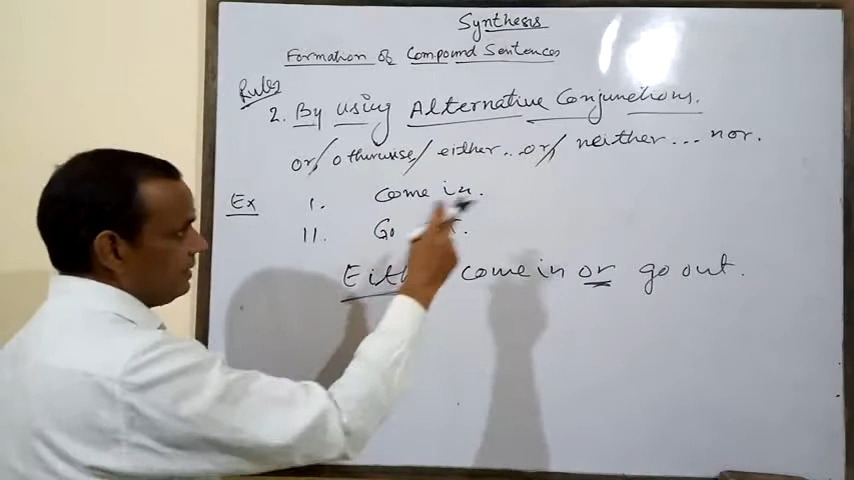 Synthesis
Formation of Compound Sentences
Rules
2. By using Alternative Conjunctions.
or/ otherwise/ either...or/ neither... nor.
Ex I. Come in.
II. Go
come in or go out.